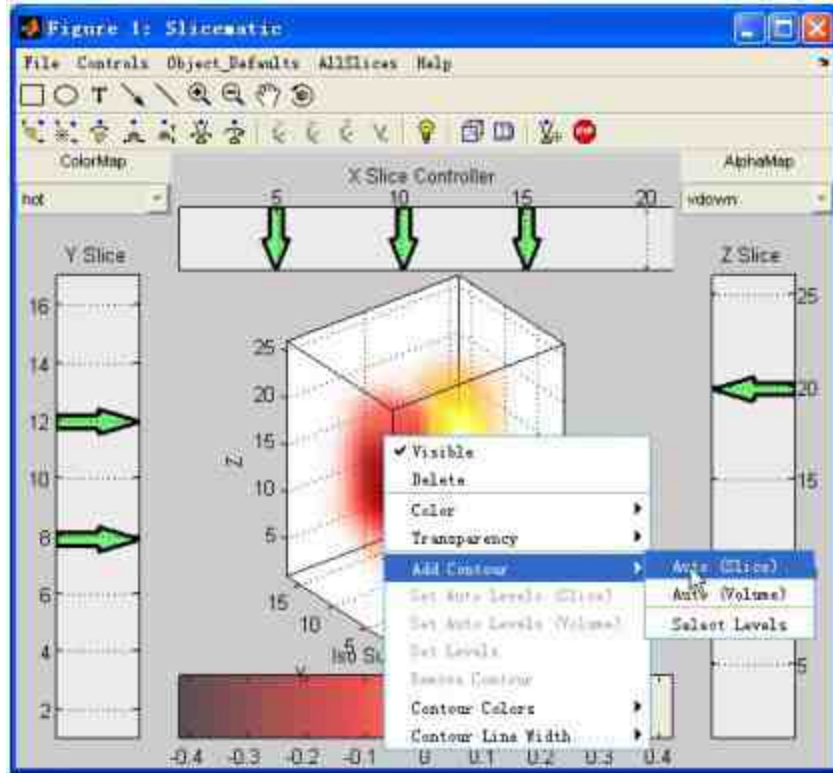 Figure 1: Slicematic
File Controls Object_Defaults AllSlices Help
ColorMap
hot
X Slice Controller
5 10 15 20
AlphaMap
vdown
Y Slice
16
14
12
10
8
6
4
2
Z Slice
25
20
15
5
25
20
15
10
5
Z
15
10
5
Y
Iso Su
Visible
Delete
Color
Transparency
Add Contour
Set Auto Levels (Slice)
Set Auto Levels (Volume)
Set Levels
Remove Contour
Contour Colors
Contour Line Width
Auto (Slice)
Auto (Volume)
Select Levels
-0.4 -0.3 -0.2 -0.1 0 0.1 0.2 0.3 0.4